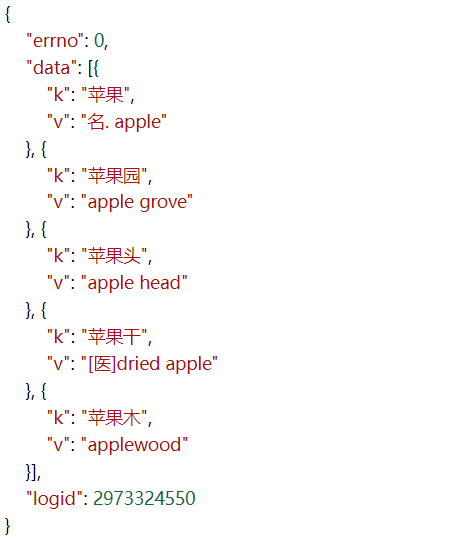 {
"errno": 0,
"data": [{
"k": "苹果",
"v": "名. apple"
}, {
"k": "苹果园",
"v": "apple grove"
}, {
"k": "苹果头",
"v": "apple head"
}, {
"k": "苹果干",
"v": "[医]dried apple"
}, {
"k": "苹果木",
"v": "applewood"
}],
"logid": 2973324550
}